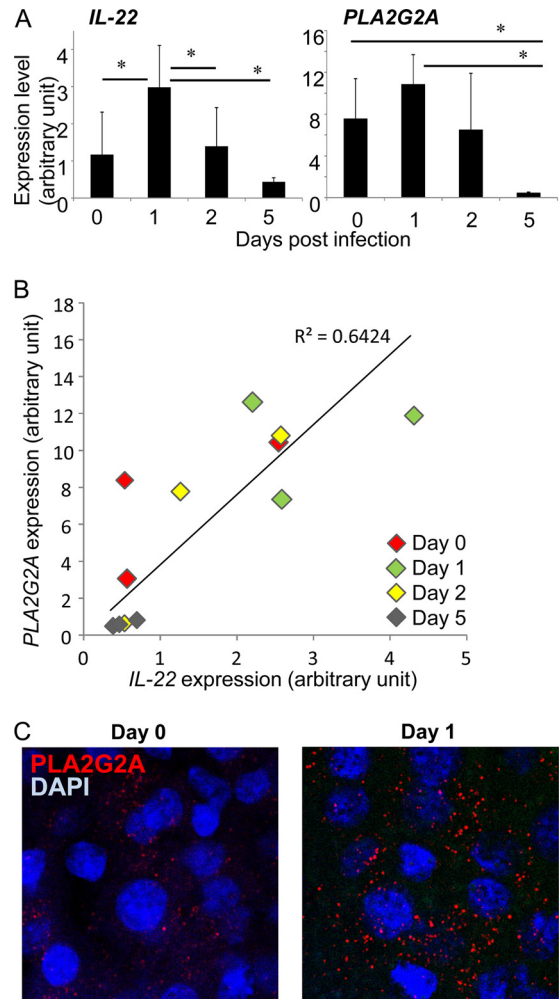 A
IL-22
PLA2G2A
Expression level
(arbitrary unit)
4
3
2
1
0
*
*
*
0 1 2 5
16
12
8
4
0
*
*
0 1 2 5
Days post infection
B
PLA2G2A expression (arbitrary unit)
18
16
14
12
10
8
6
4
2
0
R² = 0.6424
Day 0
Day 1
Day 2
Day 5
0 1 2 3 4 5
IL-22 expression (arbitrary unit)
C
Day 0
Day 1
PLA2G2A
DAPI